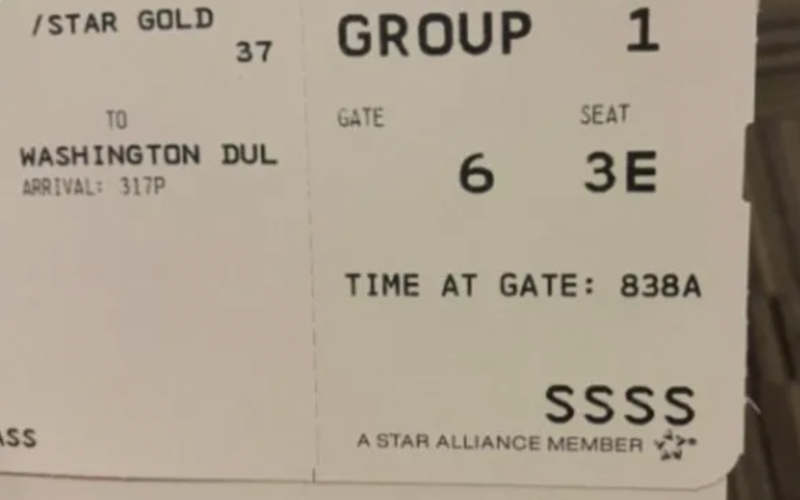 /STAR GOLD
37
TO
WASHINGTON DUL
ARRIVAL: 317P
ASS
GROUP 1
GATE SEAT
6 3E
TIME AT GATE: 838A
SSSS
A STAR ALLIANCE MEMBER